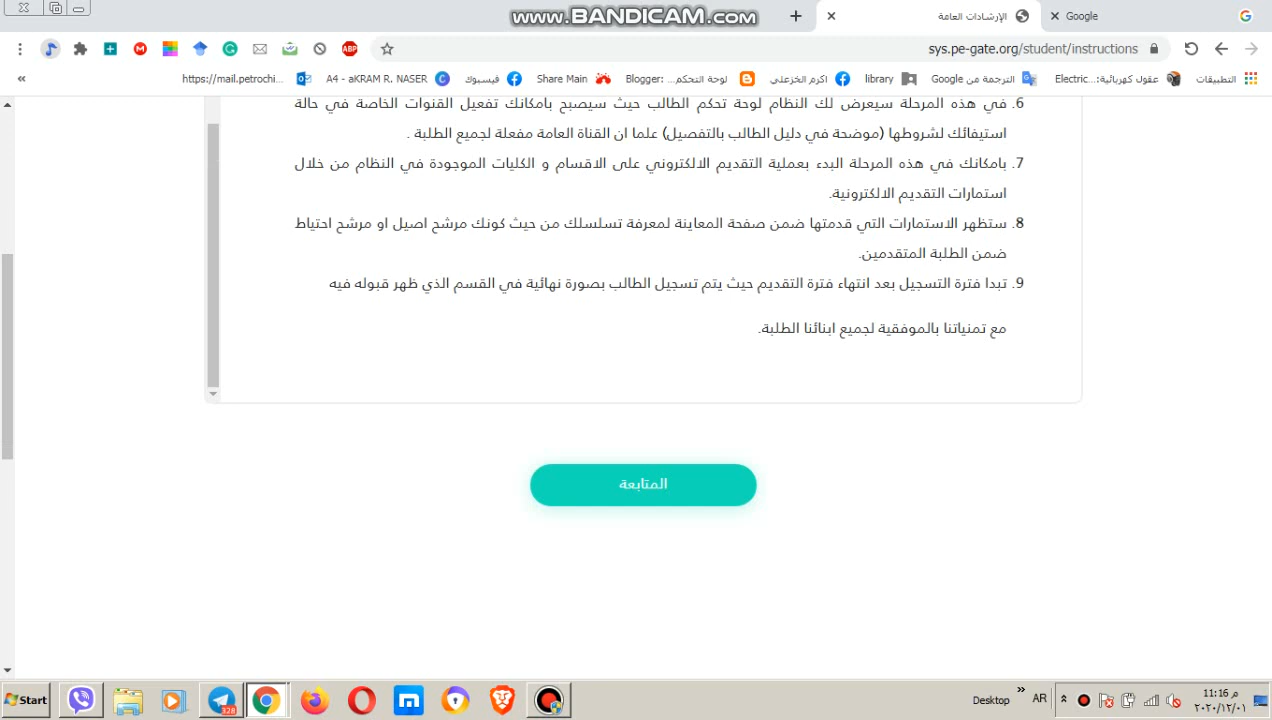 www.BANDICAM.com
الإرشادات العامة
Google
sys.pe-gate.org/student/instructions
ABP
التطبيقات
عقول كهربائية:Electric...
الترجمة من Google
library
اكرم الخزعلي
Blogger: لوحة التحكم...
Share Main
فيسبوك
A4 - aKRAM R. NASER
https://mail.petrochi...
6. في هذه المرحلة سيعرض لك النظام لوحة تحكم الطالب حيث سيصبح بامكانك تفعيل القنوات الخاصة في حالة
استيفائك لشروطها (موضحة في دليل الطالب بالتفصيل) علما ان القناة العامة مفعلة لجميع الطلبة .
7. بامكانك في هذه المرحلة البدء بعملية التقديم الالكتروني على الاقسام و الكليات الموجودة في النظام من خلال
استمارات التقديم الالكترونية.
8. ستظهر الاستمارات التي قدمتها ضمن صفحة المعاينة لمعرفة تسلسلك من حيث كونك مرشح اصيل او مرشح احتياط
ضمن الطلبة المتقدمين.
9. تبدا فترة التسجيل بعد انتهاء فترة التقديم حيث يتم تسجيل الطالب بصورة نهائية في القسم الذي ظهر قبوله فيه
مع تمنياتنا بالموفقية لجميع ابنائنا الطلبة.
المتابعة
Start
328
Desktop
AR
11:16 م
٢٠٢٠/١٢/٠١